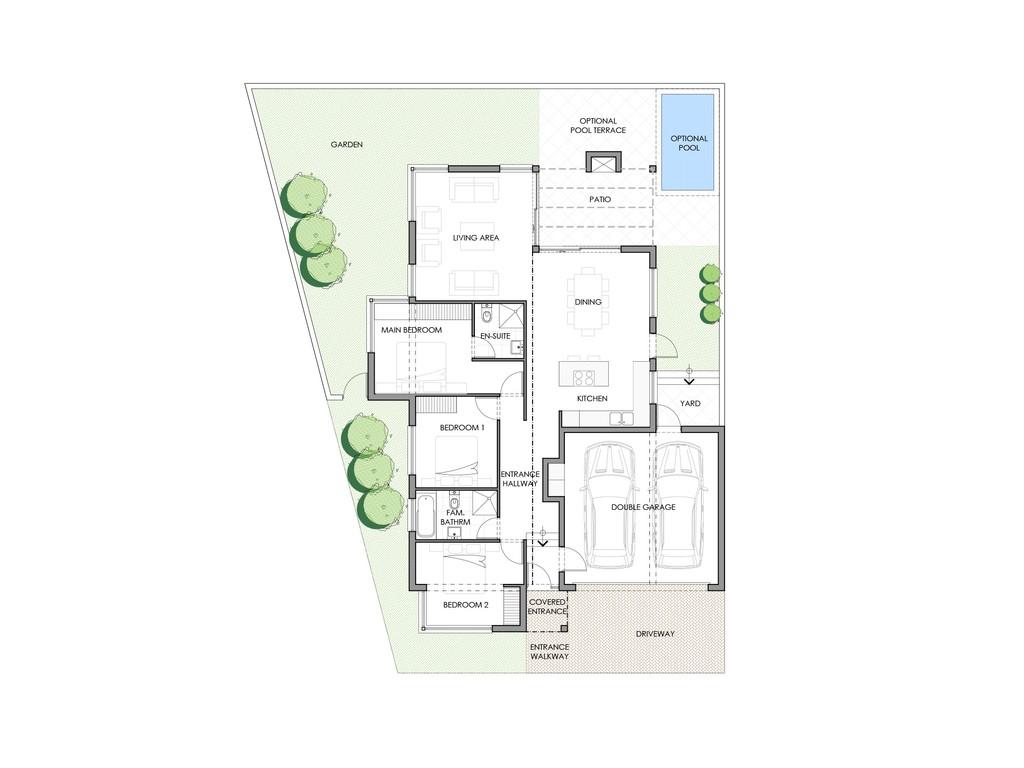 OPTIONAL
POOL TERRACE
OPTIONAL
POOL
GARDEN
PATIO
LIVING AREA
DINING
MAIN BEDROOM
EN-SUITE
KITCHEN
YARD
BEDROOM 1
ENTRANCE
HALLWAY
DOUBLE GARAGE
FAM.
BATHRM
BEDROOM 2
COVERED
ENTRANCE
DRIVEWAY
ENTRANCE
WALKWAY